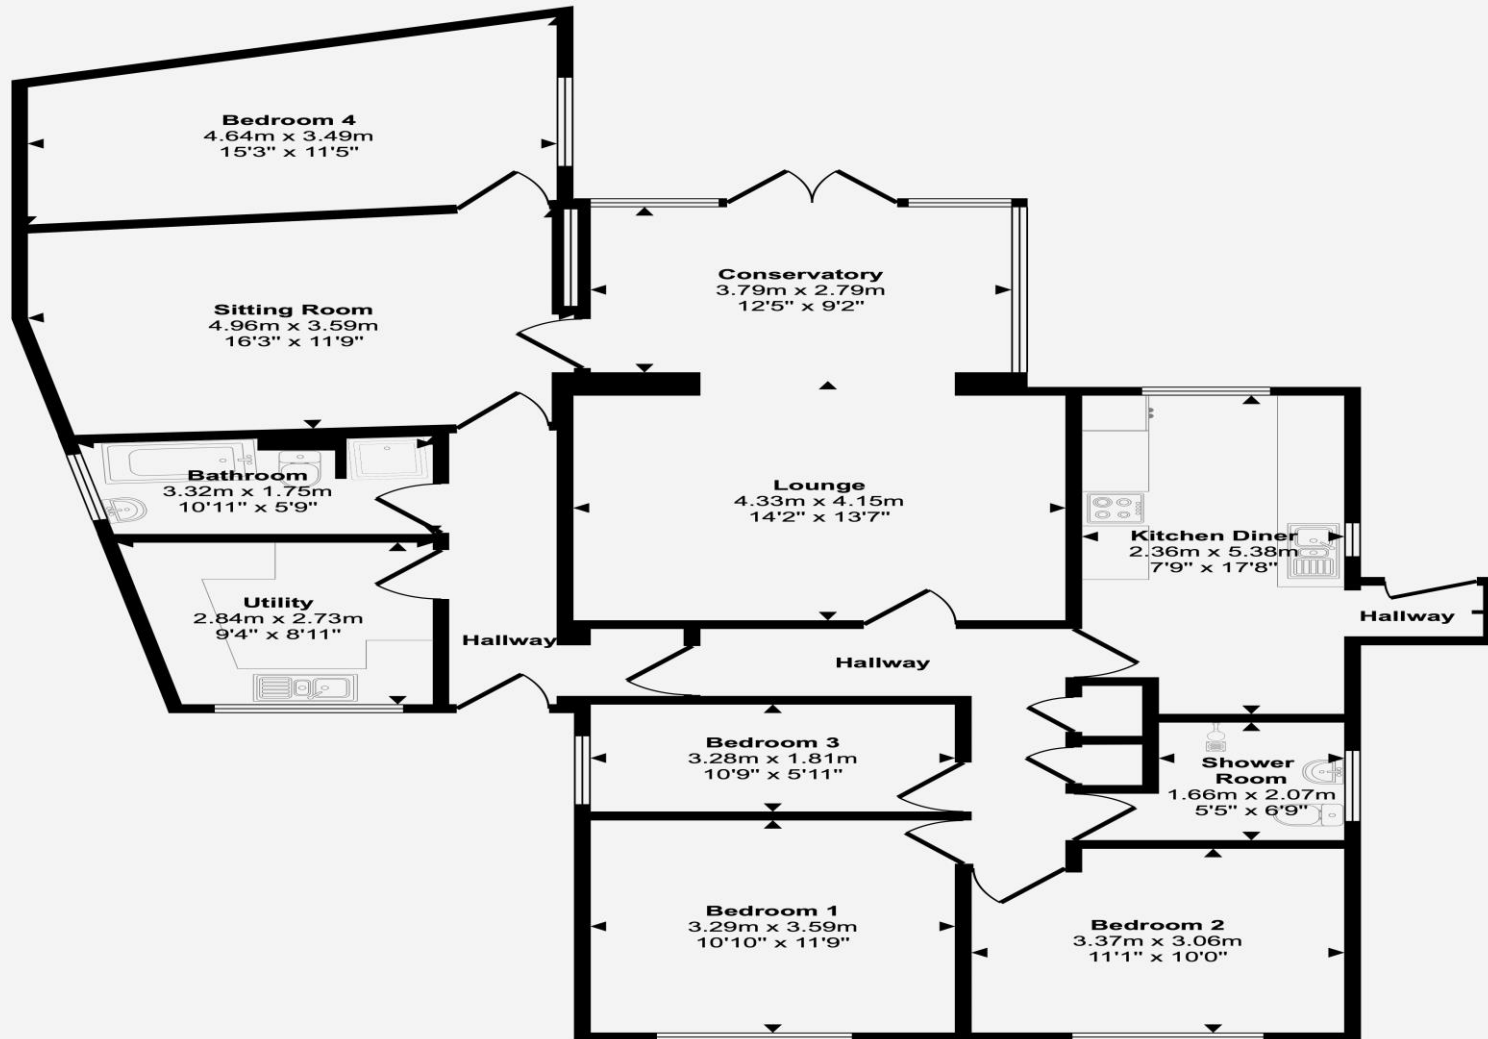 Bedroom 4
4.64m x 3.49m
15'3" x 11'5"
Conservatory
3.79m x 2.79m
12'5" x 9'2"
Sitting Room
4.96m x 3.59m
16'3" x 11'9"
Bathroom
3.32m x 1.75m
10'11" x 5'9"
Lounge
4.33m x 4.15m
14'2" x 13'7"
Kitchen Diner
2.36m x 5.38m
7'9" x 17'8"
Utility
2.84m x 2.73m
9'4" x 8'11"
Hallway
Hallway
Hallway
Bedroom 3
3.28m x 1.81m
10'9" x 5'11"
Shower
Room
1.66m x 2.07m
5'5" x 6'9"
Bedroom 1
3.29m x 3.59m
10'10" x 11'9"
Bedroom 2
3.37m x 3.06m
11'1" x 10'0"